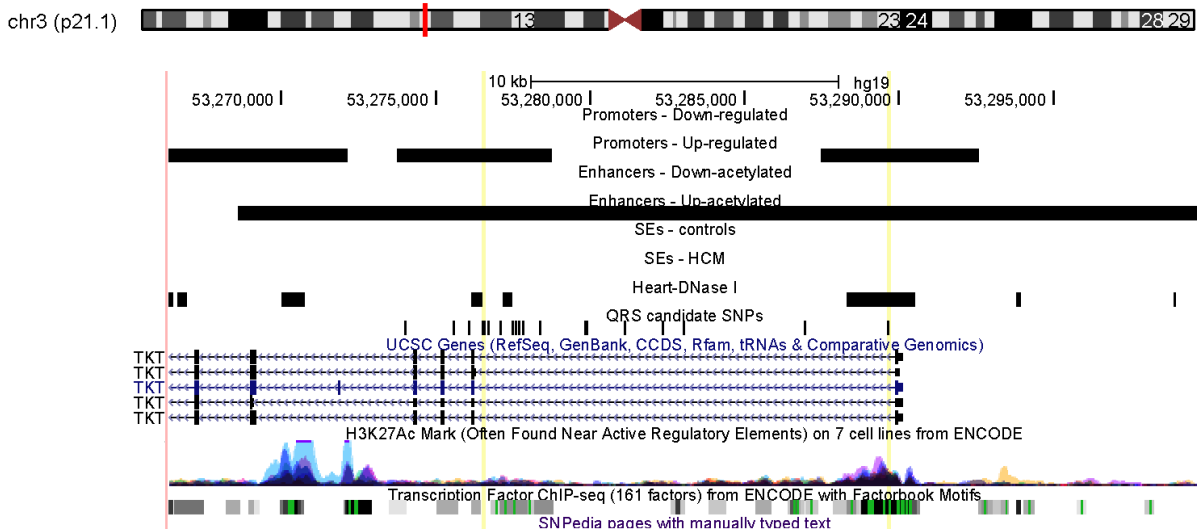 chr3 (p21.1) 13 23 24 28 29
10 kb hg19
53,270,000 53,275,000 53,280,000 53,285,000 53,290,000 53,295,000
Promoters - Down-regulated
Promoters - Up-regulated
Enhancers - Down-acetylated
Enhancers - Up-acetylated
SEs - controls
SEs - HCM
Heart-DNase I
QRS candidate SNPs
UCSC Genes (RefSeq, GenBank, CCDS, Rfam, tRNAs & Comparative Genomics)
TKT
TKT
TKT
TKT
TKT
H3K27Ac Mark (Often Found Near Active Regulatory Elements) on 7 cell lines from ENCODE
Transcription Factor ChIP-seq (161 factors) from ENCODE with Factorbook Motifs
SNPedia pages with manually typed text